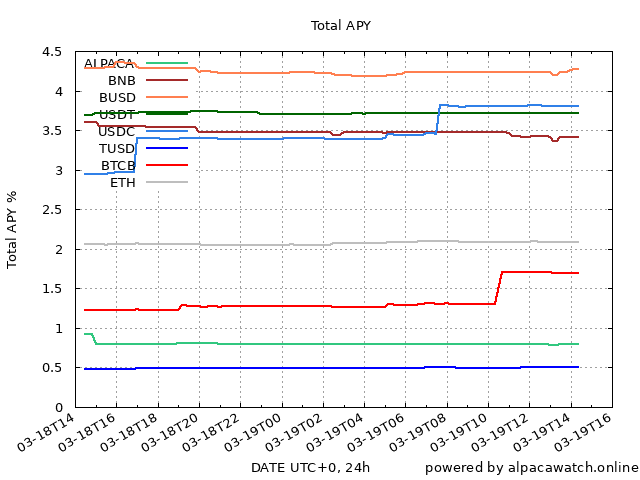 Total APY
4.5
4
3.5
3
2.5
2
1.5
1
0.5
0
Total APY %
ALPACA
BNB
BUSD
USDT
USDC
TUSD
BTCB
ETH
03-18T14
03-18T16
03-18T18
03-18T20
03-18T22
03-19T00
03-19T02
03-19T04
03-19T06
03-19T08
03-19T10
03-19T12
03-19T14
03-19T16
DATE UTC+0, 24h
powered by alpacawatch.online